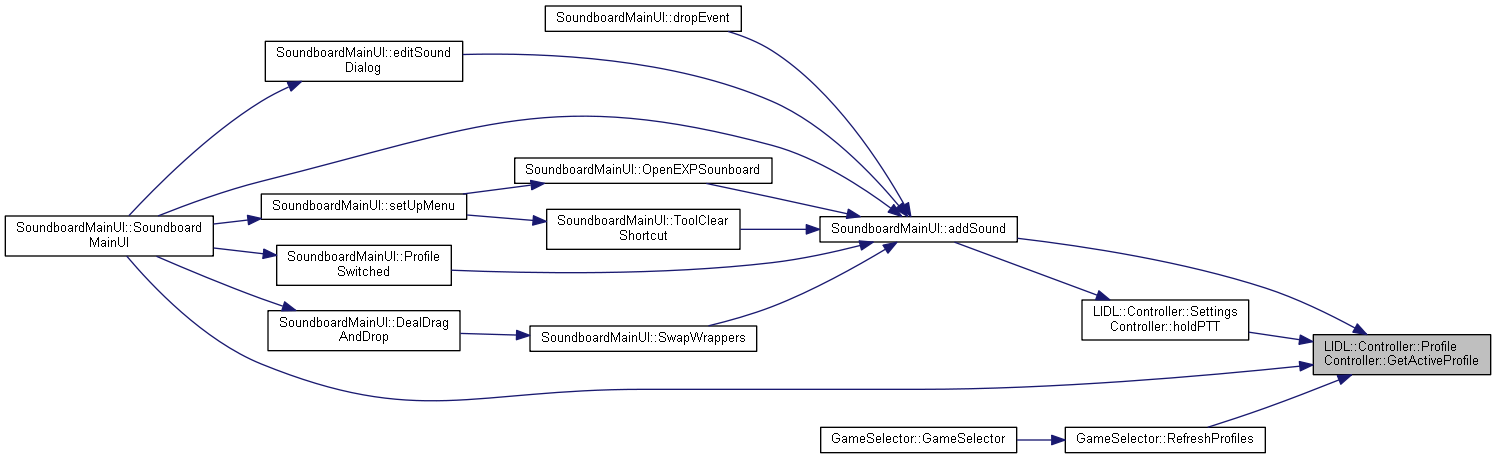 SoundboardMainUI::dropEvent
SoundboardMainUI::editSound
Dialog
SoundboardMainUI::OpenEXPSounboard
SoundboardMainUI::setUpMenu
SoundboardMainUI::ToolClear
Shortcut
SoundboardMainUI::Soundboard
MainUI
SoundboardMainUI::addSound
SoundboardMainUI::Profile
Switched
SoundboardMainUI::DealDrag
AndDrop
SoundboardMainUI::SwapWrappers
LIDL::Controller::Settings
Controller::holdPTT
LIDL::Controller::Profile
Controller::GetActiveProfile
GameSelector::GameSelector
GameSelector::RefreshProfiles